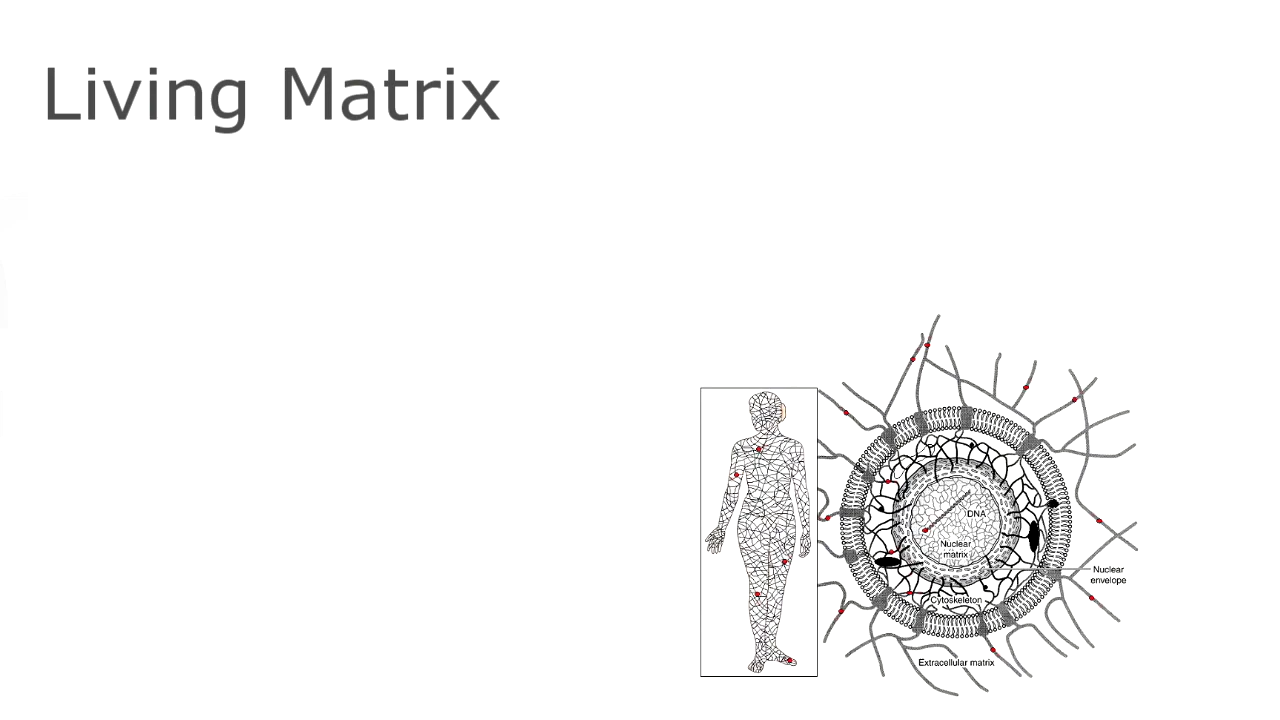 Living Matrix
DNA
Nuclear
matrix
Nuclear
envelope
Cytoskeleton
Extracellular matrix